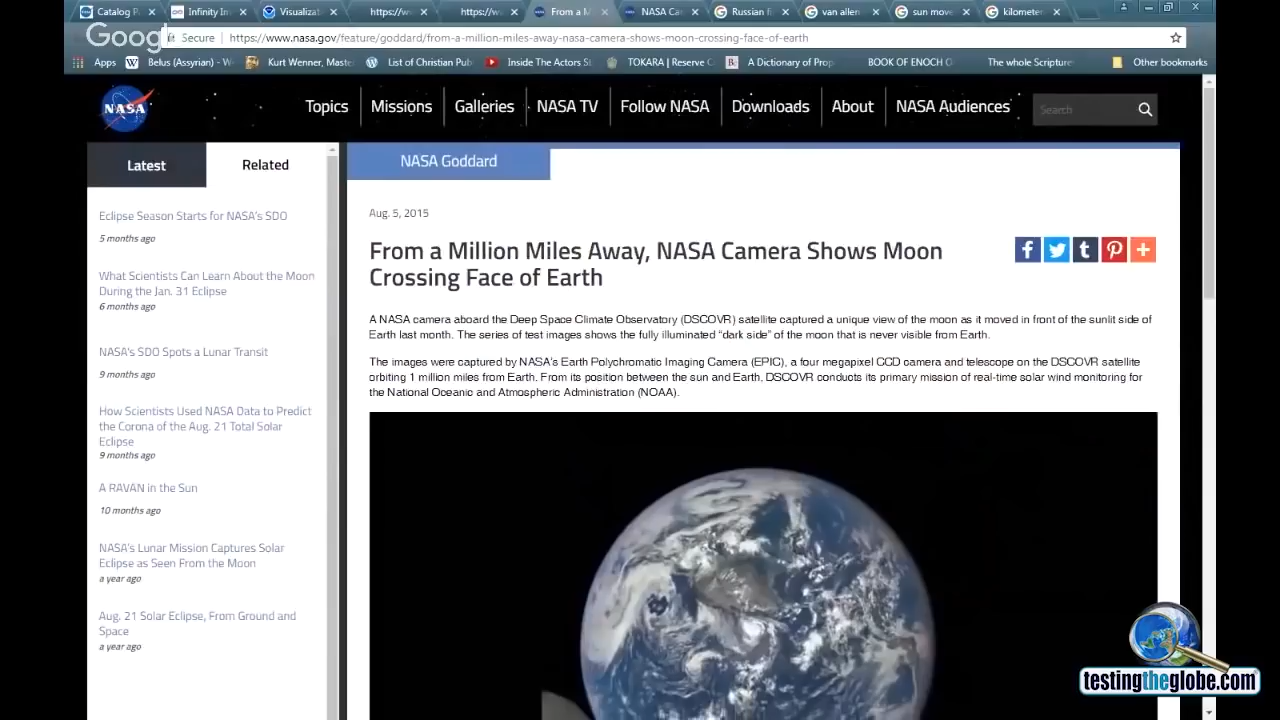 Catalog P
Infinity In
Visualizat
https://w
https://w
From a M
NASA Ca
Russian fi
van allen
sun move
kilometer
Goog
Secure
https://www.nasa.gov/feature/goddard/from-a-million-miles-away-nasa-camera-shows-moon-crossing-face-of-earth
Apps
Belus (Assyrian) - W
Kurt Wenner, Maste
List of Christian Pub
Inside The Actors St
TOKARA | Reserve C
A Dictionary of Prop
BOOK OF ENOCH
The whole Scripture
Other bookmarks
NASA
Topics
Missions
Galleries
NASA TV
Follow NASA
Downloads
About
NASA Audiences
Search
Latest
Related
Eclipse Season Starts for NASA's SDO
5 months ago
What Scientists Can Learn About the Moon
During the Jan. 31 Eclipse
6 months ago
NASA's SDO Spots a Lunar Transit
9 months ago
How Scientists Used NASA Data to Predict
the Corona of the Aug. 21 Total Solar
Eclipse
9 months ago
A RAVAN in the Sun
10 months ago
NASA's Lunar Mission Captures Solar
Eclipse as Seen From the Moon
a year ago
Aug. 21 Solar Eclipse, From Ground and
Space
a year ago
NASA Goddard
Aug. 5, 2015
From a Million Miles Away, NASA Camera Shows Moon
Crossing Face of Earth
A NASA camera aboard the Deep Space Climate Observatory (DSCOVR) satellite captured a unique view of the moon as it moved in front of the sunlit side of
Earth last month. The series of test images shows the fully illuminated “dark side” of the moon that is never visible from Earth.
The images were captured by NASA's Earth Polychromatic Imaging Camera (EPIC), a four megapixel CCD camera and telescope on the DSCOVR satellite
orbiting 1 million miles from Earth. From its position between the sun and Earth, DSCOVR conducts its primary mission of real-time solar wind monitoring for
the National Oceanic and Atmospheric Administration (NOAA).
testingtheglobe.com